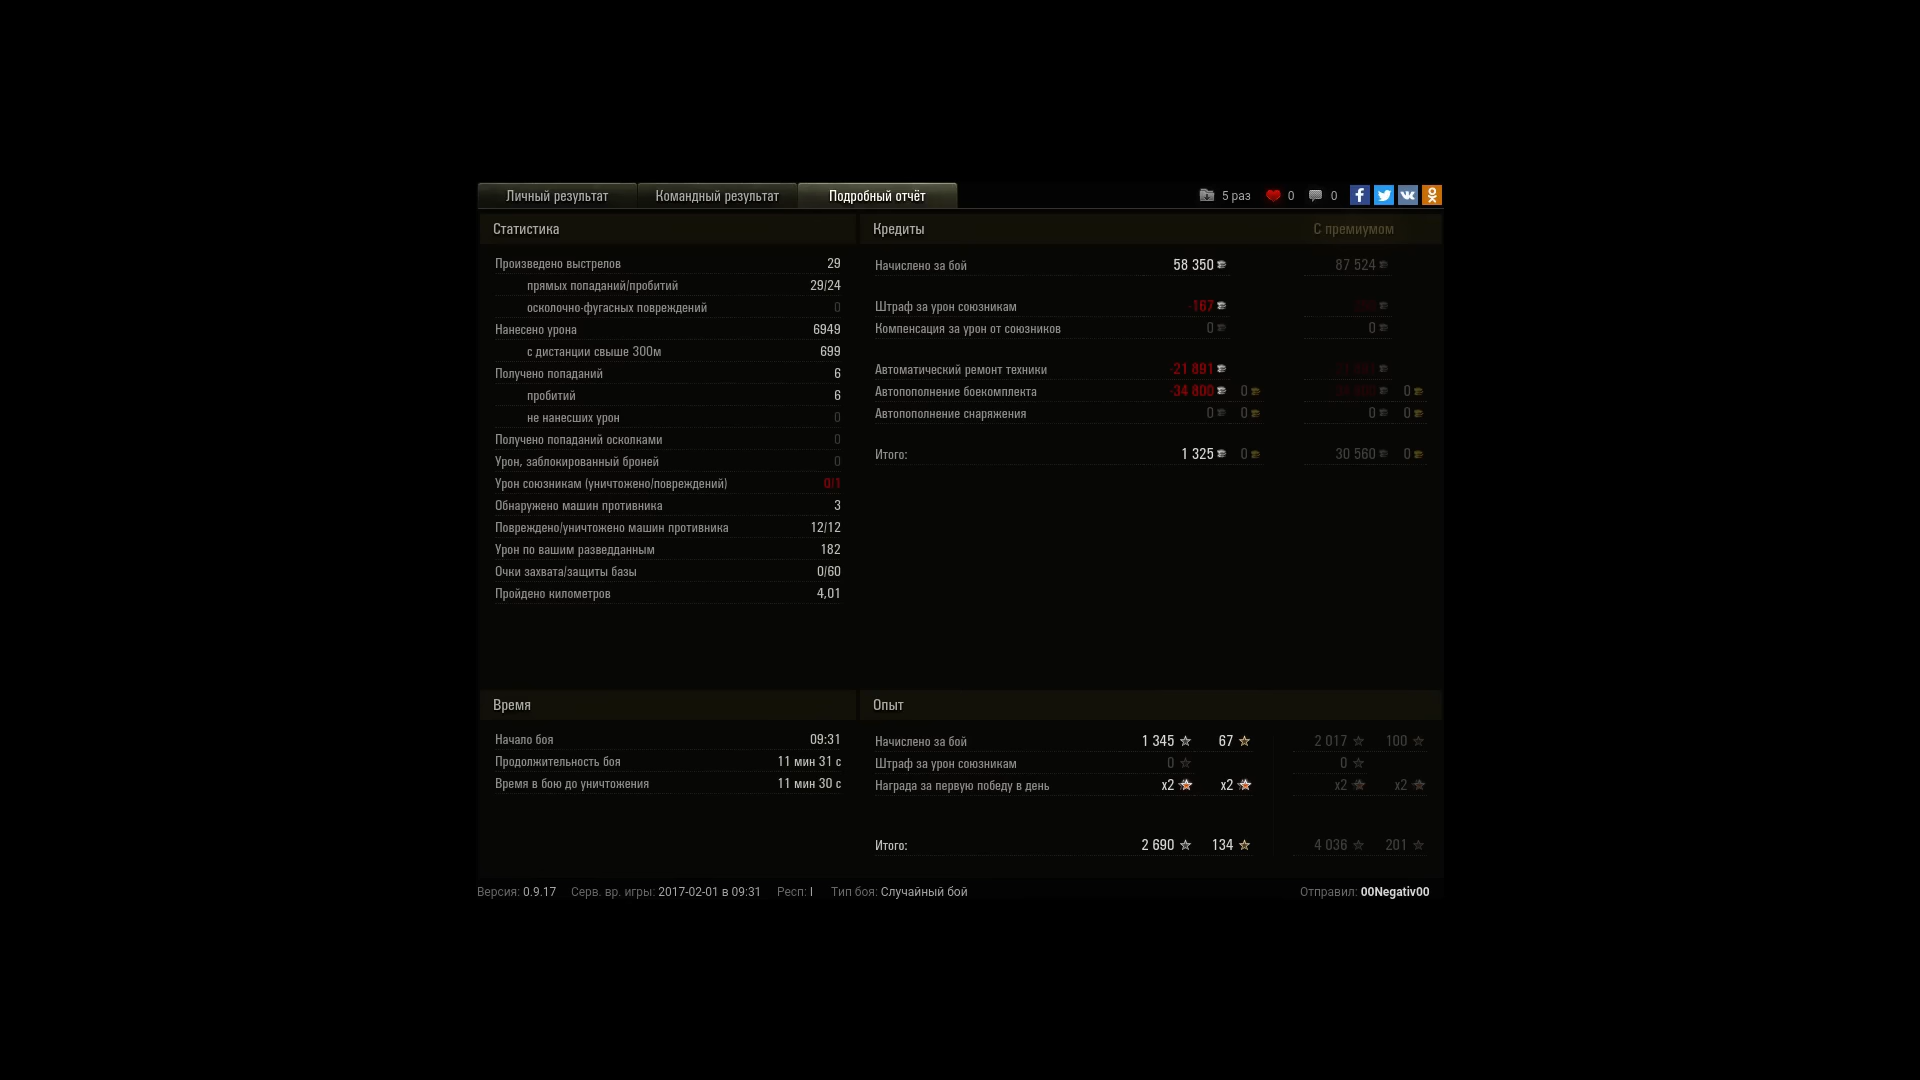 Личный результат Командный результат Подробный отчёт 5 раз 0 0
Статистика
Произведено выстрелов 29
прямых попаданий/пробитий 29/24
осколочно-фугасных повреждений 0
Нанесено урона 6949
с дистанции свыше 300м 699
Получено попаданий 6
пробитий 6
не нанесших урон 0
Получено попаданий осколками 0
Урон, заблокированный броней 0
Урон союзникам (уничтожено/повреждений) 0/1
Обнаружено машин противника 3
Повреждено/уничтожено машин противника 12/12
Урон по вашим разведданным 182
Очки захвата/защиты базы 0/60
Пройдено километров 4,01
Кредиты С премиумом
Начислено за бой 58 350 87 524
Штраф за урон союзникам -167
Компенсация за урон от союзников 0 0
Автоматический ремонт техники -21 891
Автопополнение боекомплекта -34 800 0 0
Автопополнение снаряжения 0 0 0 0
Итого: 1 325 0 30 560 0
Время
Начало боя 09:31
Продолжительность боя 11 мин 31 с
Время в бою до уничтожения 11 мин 30 с
Опыт
Начислено за бой 1 345 67 2 017 100
Штраф за урон союзникам 0 0
Награда за первую победу в день x2 x2 x2 x2
Итого: 2 690 134 4 036 201
Версия: 0.9.17 Серв. вр. игры: 2017-02-01 в 09:31 Респ: I Тип боя: Случайный бой Отправил: 00Negativ00